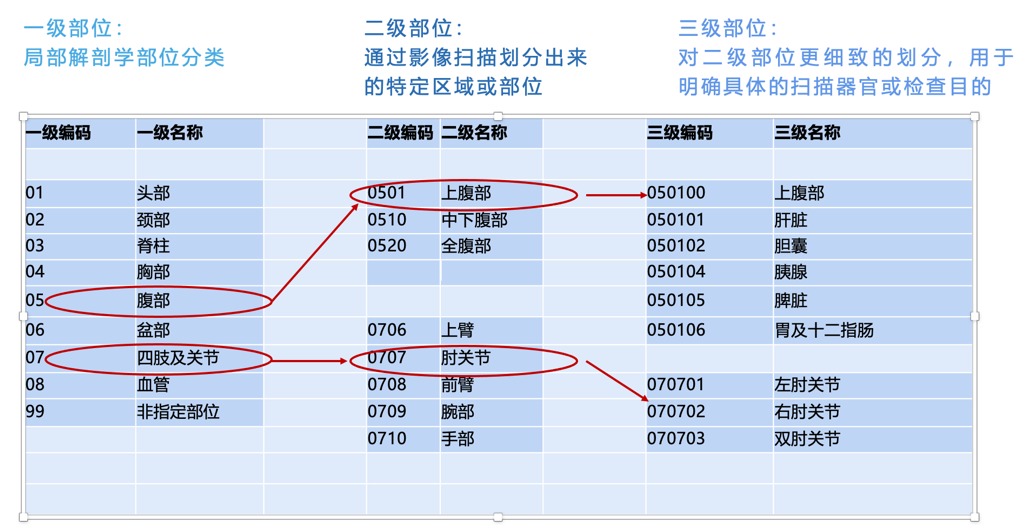 一级部位：
局部解剖学部位分类
二级部位：
通过影像扫描划分出来
的特定区域或部位
三级部位：
对二级部位更细致的划分，用于
明确具体的扫描器官或检查目的
一级编码 一级名称 二级编码 二级名称 三级编码 三级名称
01 头部 0501 上腹部 050100 上腹部
02 颈部 0510 中下腹部 050101 肝脏
03 脊柱 0520 全腹部 050102 胆囊
04 胸部 050104 胰腺
05 腹部 050105 脾脏
06 盆部 0706 上臂 050106 胃及十二指肠
07 四肢及关节 0707 肘关节
08 血管 0708 前臂 070701 左肘关节
99 非指定部位 0709 腕部 070702 右肘关节
0710 手部 070703 双肘关节